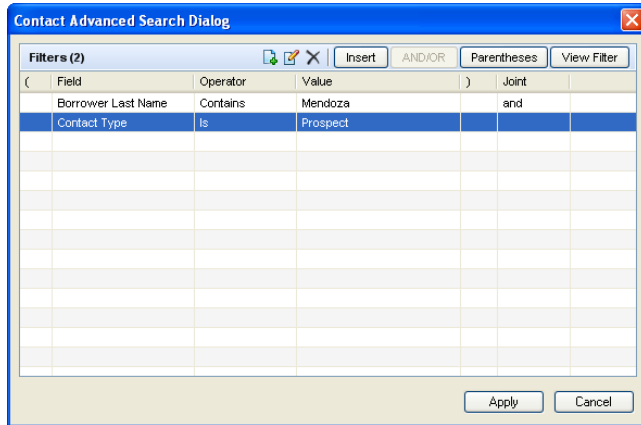 Contact Advanced Search Dialog
Filters (2) Insert AND/OR Parentheses View Filter
( Field Operator Value ) Joint
Borrower Last Name Contains Mendoza and
Contact Type Is Prospect
Apply Cancel